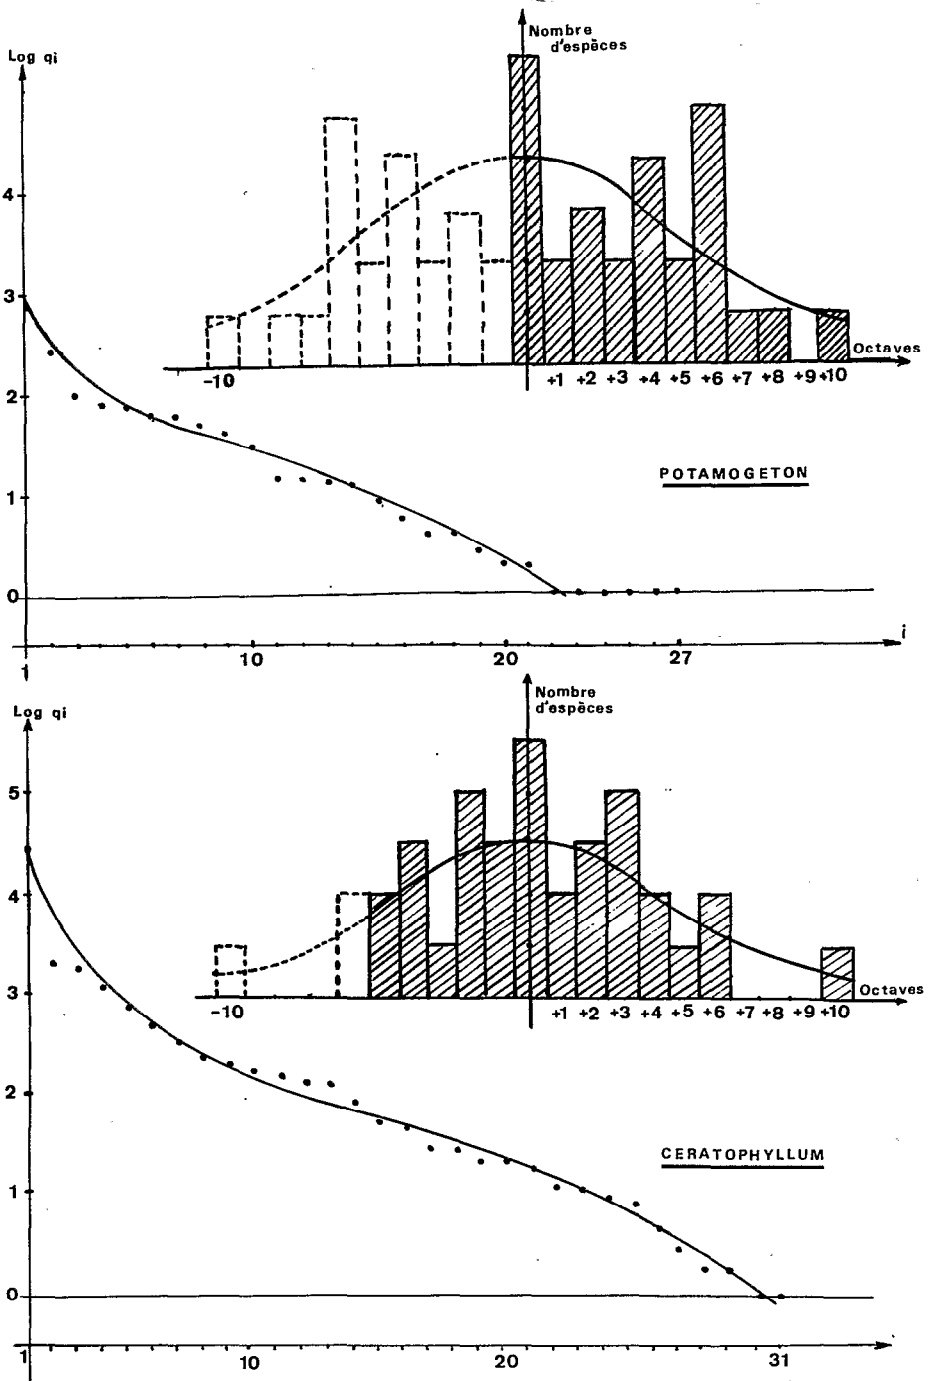 Nombre
d'espèces
Log qi
4
3
2
1
0
Octaves
-10
+1 +2 +3 +4 +5 +6 +7 +8 +9 +10
POTAMOGETON
i
1 10 20 27
Nombre
d'espèces
Log qi
5
4
3
2
1
0
Octaves
-10
+1 +2 +3 +4 +5 +6 +7 +8 +9 +10
CERATOPHYLLUM
1 10 20 31